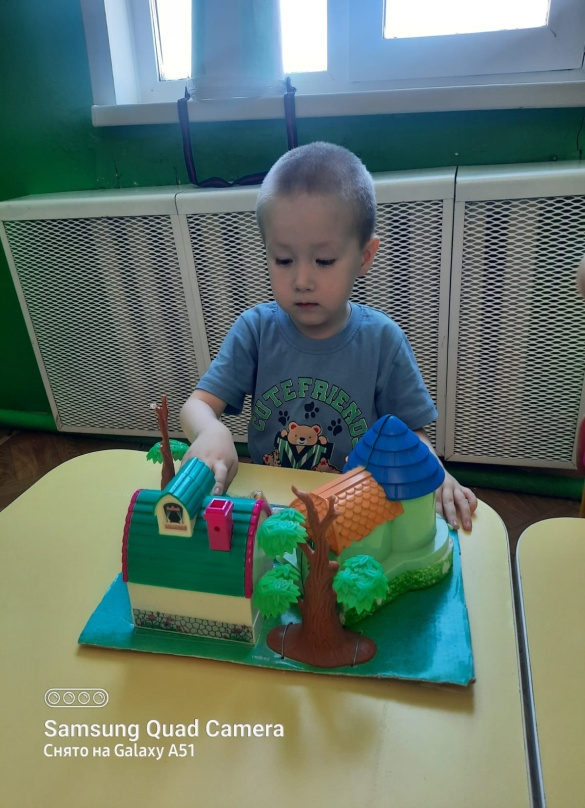 CUTEFRIENDS
Samsung Quad Camera
Снято на Galaxy A51